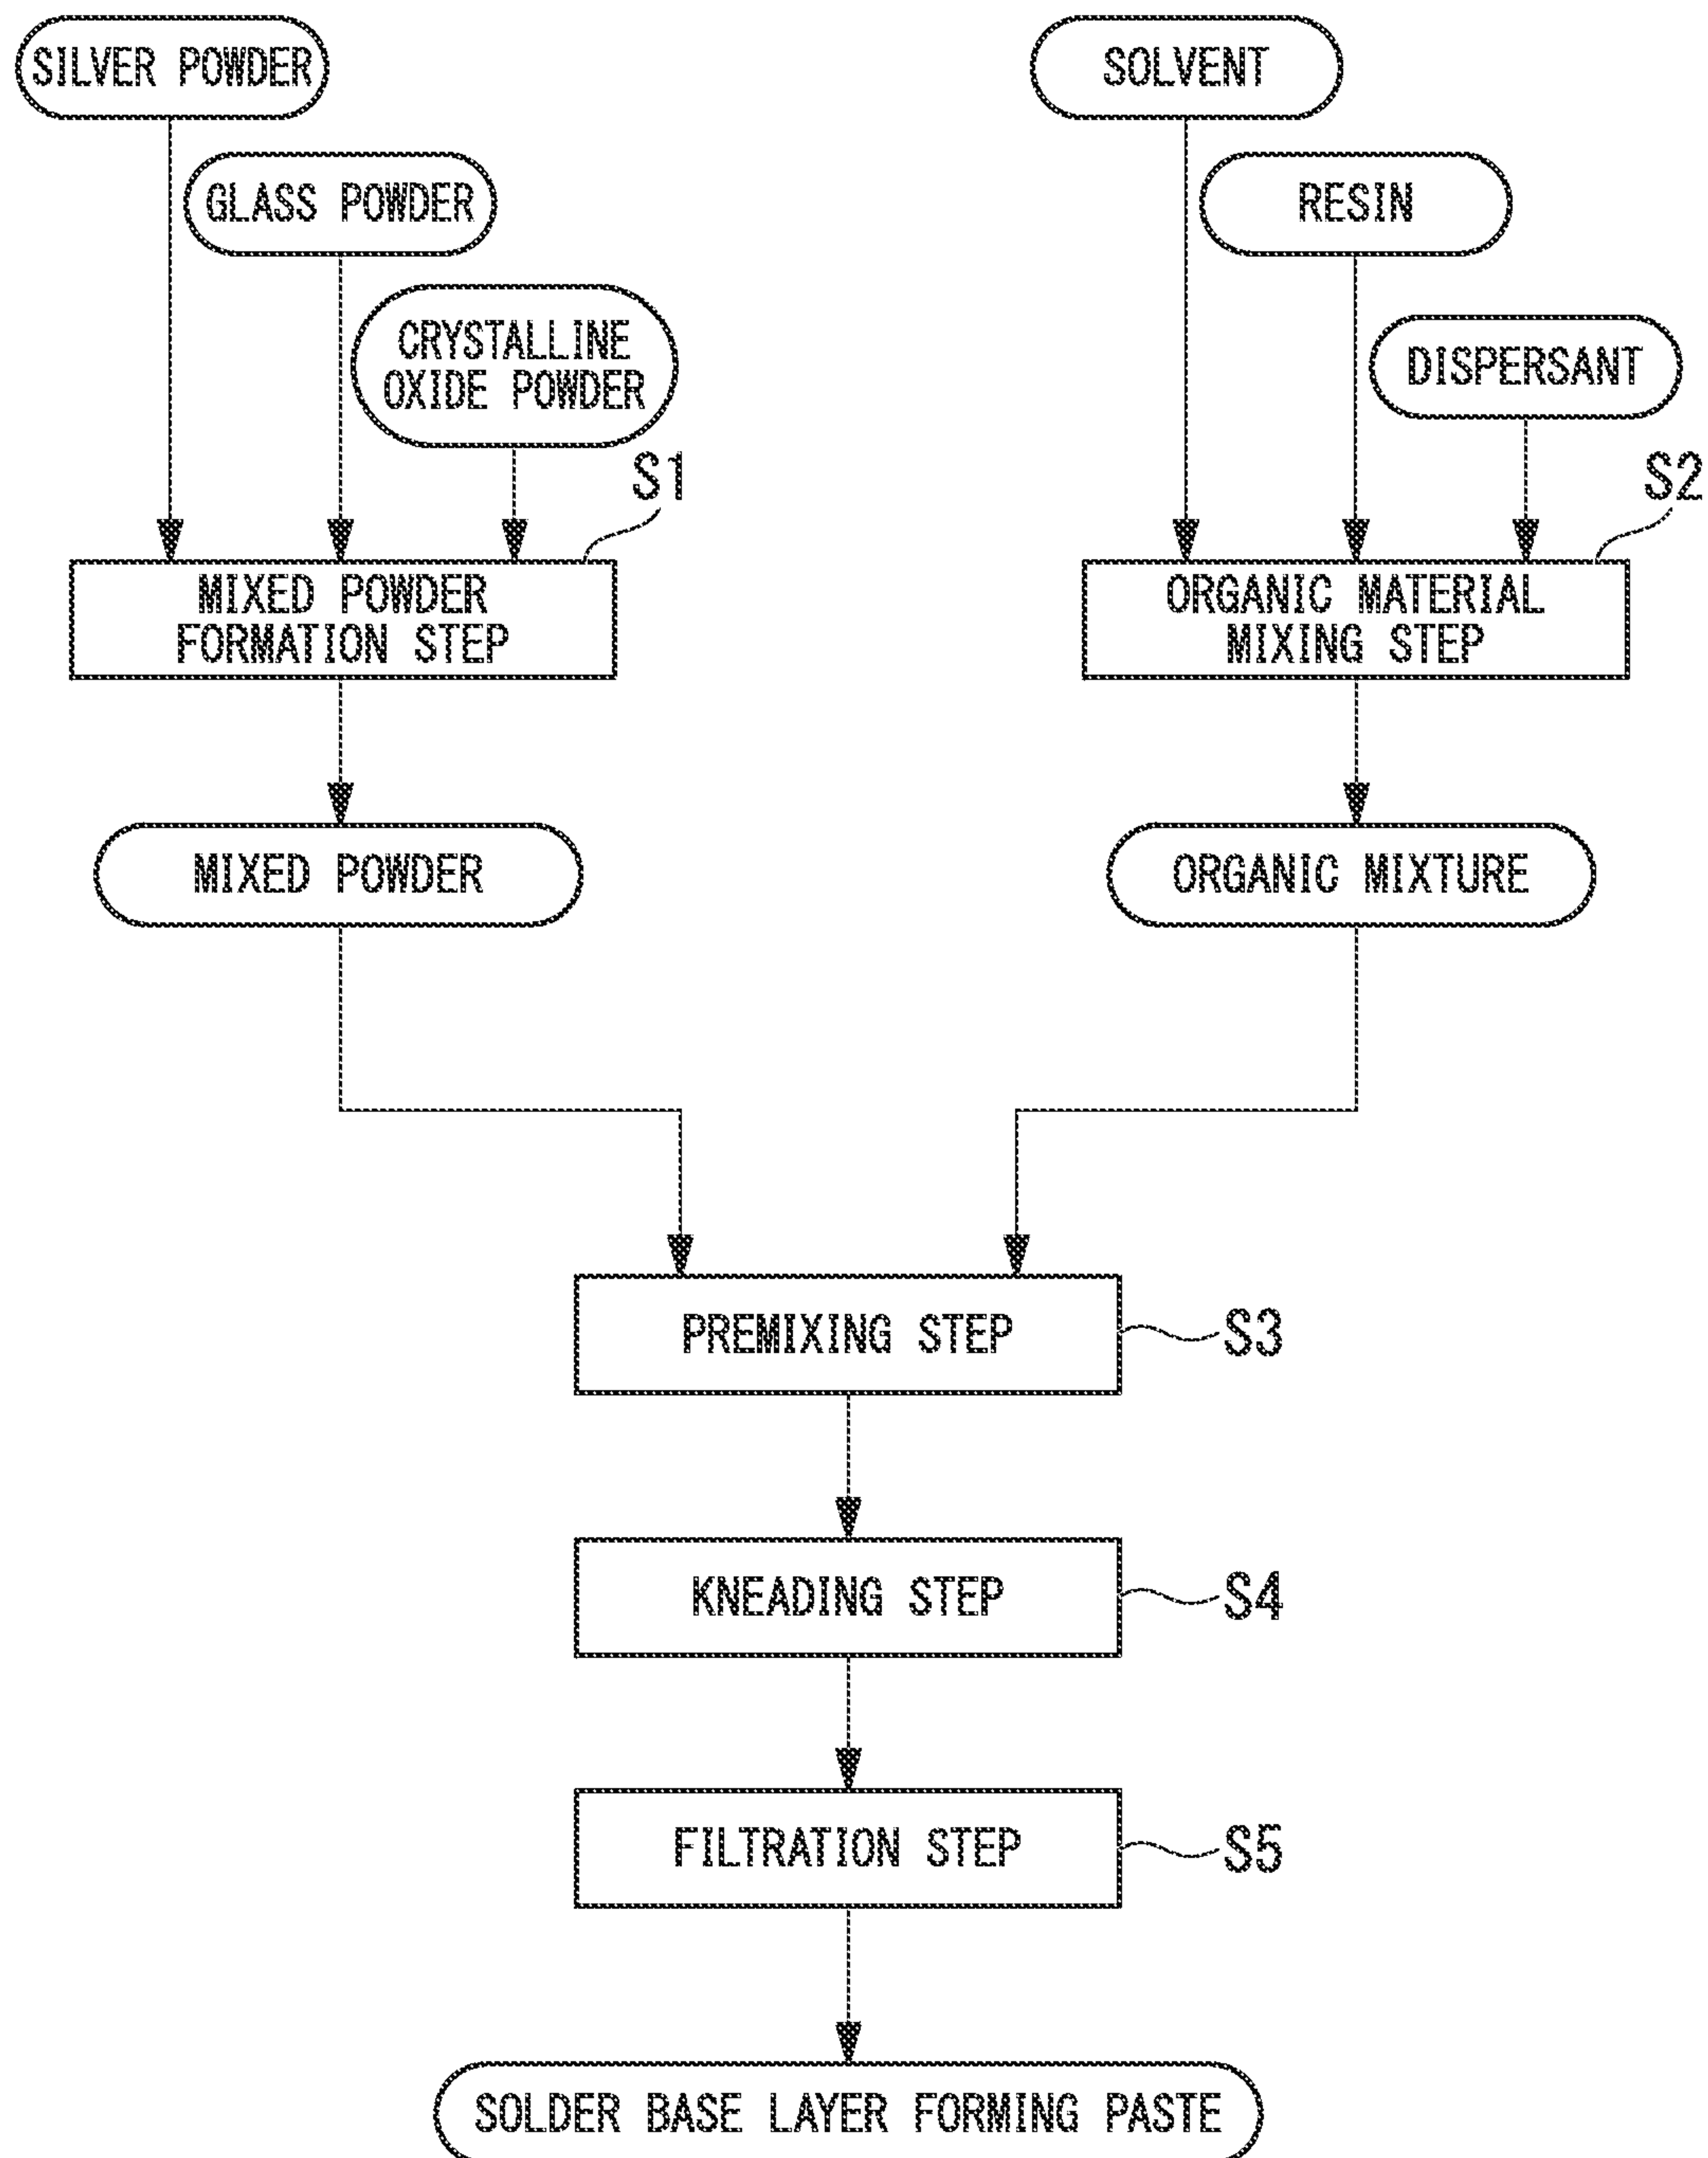 SILVER POWDER
SOLVENT
GLASS POWDER
RESIN
CRYSTALLINE
OXIDE POWDER
DISPERSANT
S1
S2
MIXED POWDER
FORMATION STEP
ORGANIC MATERIAL
MIXING STEP
MIXED POWDER
ORGANIC MIXTURE
PREMIXING STEP
S3
KNEADING STEP
S4
FILTRATION STEP
S5
SOLDER BASE LAYER FORMING PASTE